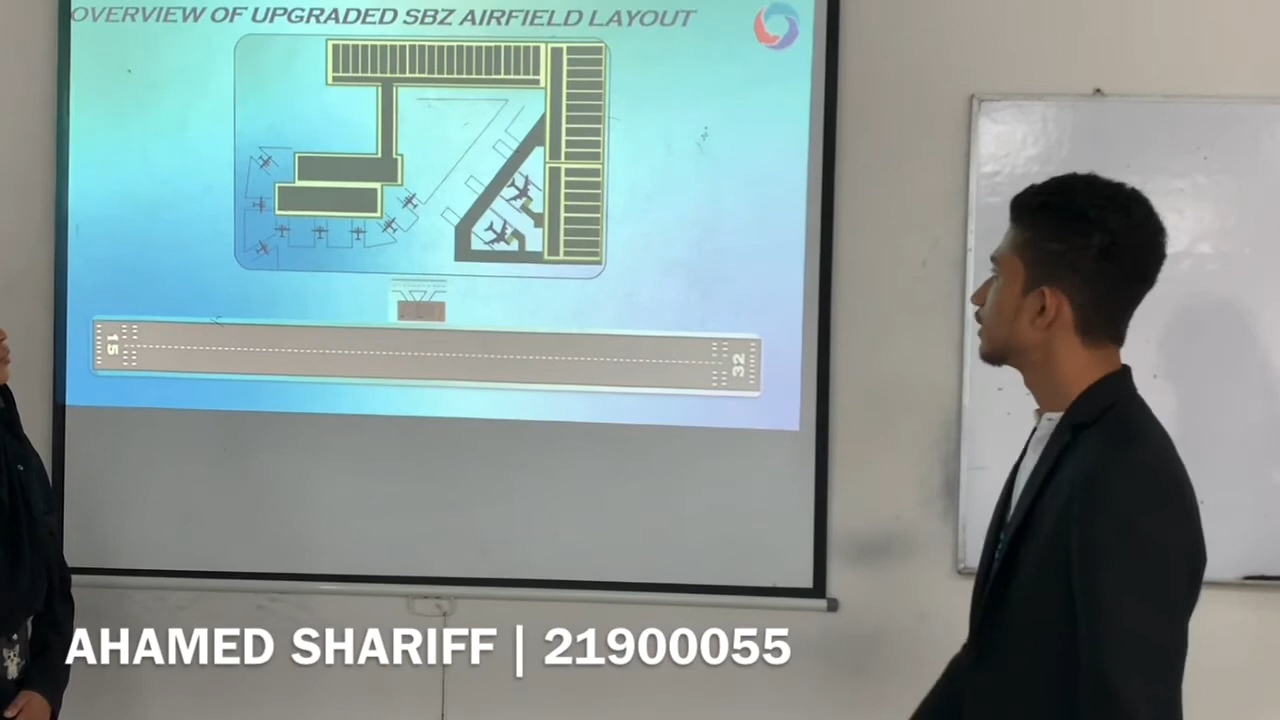 OVERVIEW OF UPGRADED SBZ AIRFIELD LAYOUT
15
32
AHAMED SHARIFF | 21900055